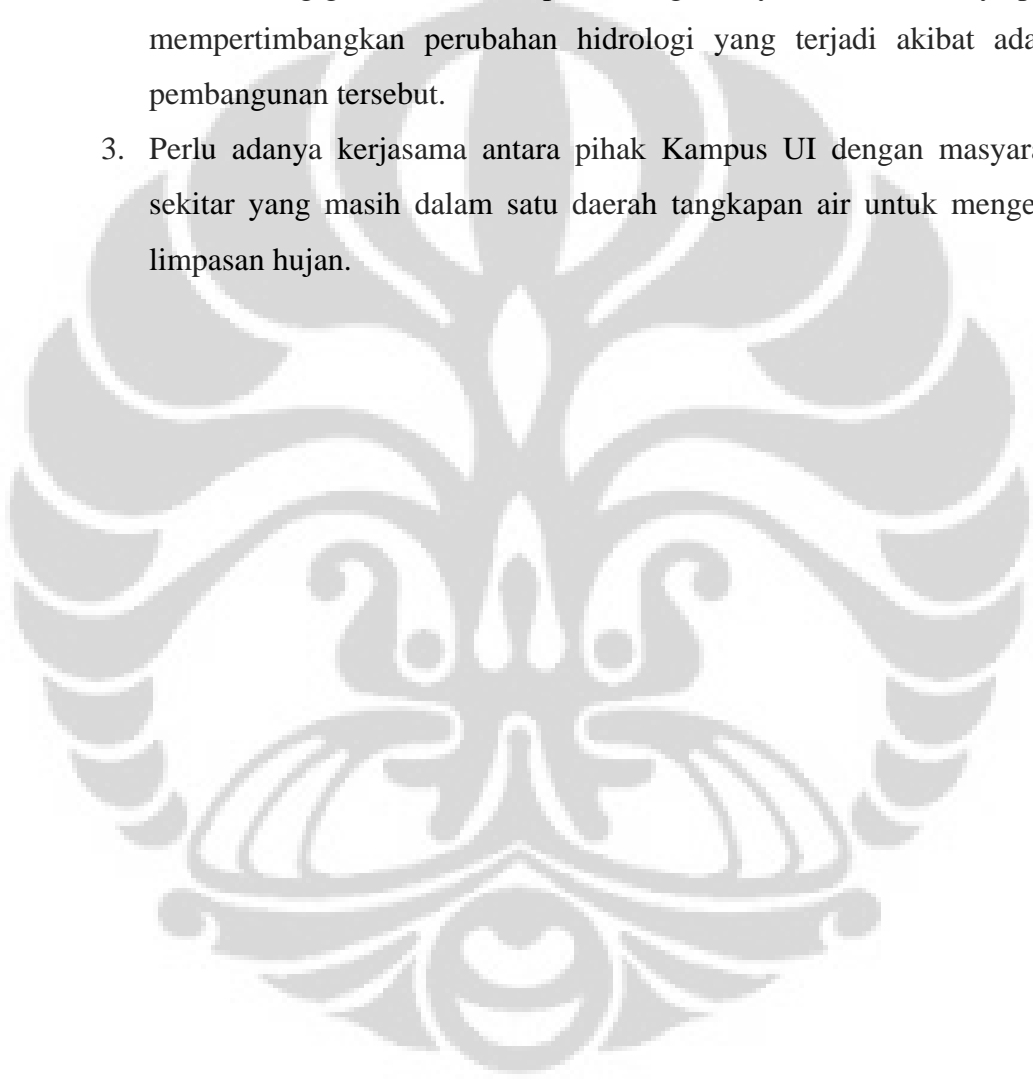 mempertimbangkan perubahan hidrologi yang terjadi akibat ada
pembangunan tersebut.
3. Perlu adanya kerjasama antara pihak Kampus UI dengan masyara
sekitar yang masih dalam satu daerah tangkapan air untuk menge
limpasan hujan.